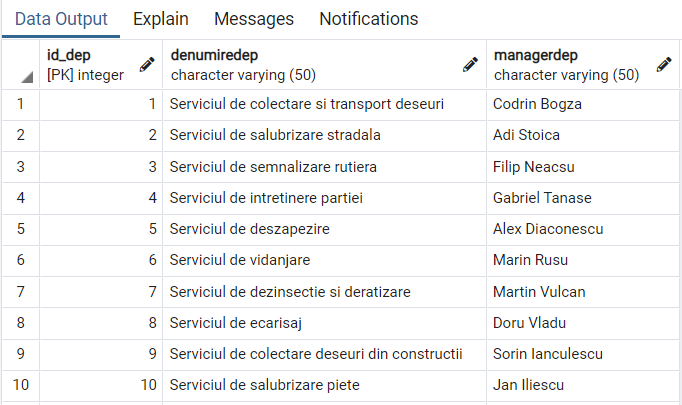 Data Output Explain Messages Notifications
id_dep denumiredep managerdep
[PK] integer character varying (50) character varying (50)
1 1 Serviciul de colectare si transport deseuri Codrin Bogza
2 2 Serviciul de salubrizare stradala Adi Stoica
3 3 Serviciul de semnalizare rutiera Filip Neacsu
4 4 Serviciul de intretinere partiei Gabriel Tanase
5 5 Serviciul de deszapezire Alex Diaconescu
6 6 Serviciul de vidanjare Marin Rusu
7 7 Serviciul de dezinsectie si deratizare Martin Vulcan
8 8 Serviciul de ecarisaj Doru Vladu
9 9 Serviciul de colectare deseuri din constructii Sorin Ianculescu
10 10 Serviciul de salubrizare piete Jan Iliescu